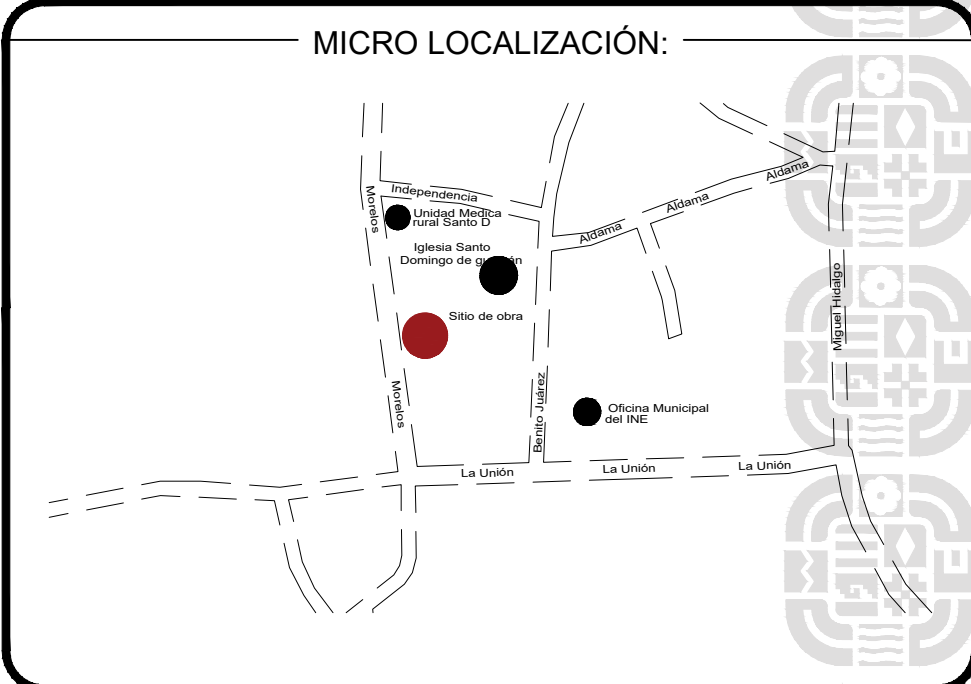 MICRO LOCALIZACIÓN:
Independencia
Morelos
Unidad Medica
rural Santo D
Iglesia Santo
Domingo de guzmán
Sitio de obra
Aldama
Aldama
Aldama
Miguel Hidalgo
Morelos
Benito Juárez
Oficina Municipal
del INE
La Unión
La Unión
La Unión